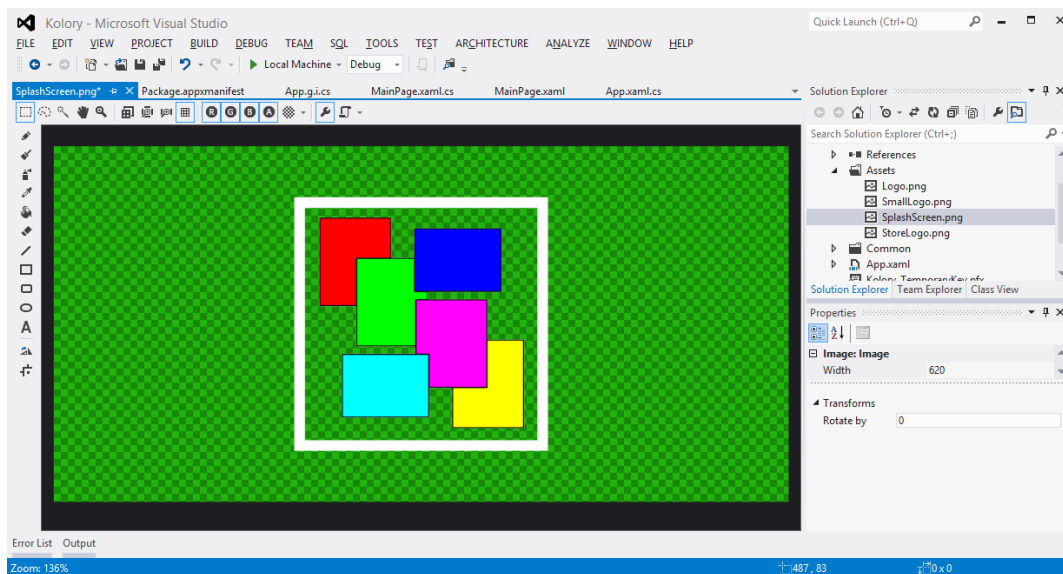 Kolory - Microsoft Visual Studio
Quick Launch (Ctrl+Q)
FILE EDIT VIEW PROJECT BUILD DEBUG TEAM SQL TOOLS TEST ARCHITECTURE ANALYZE WINDOW HELP
Local Machine Debug
SplashScreen.png* Package.appxmanifest App.g.i.cs MainPage.xaml.cs MainPage.xaml App.xaml.cs
R G B A
A
Solution Explorer
Search Solution Explorer (Ctrl+;)
References
Assets
Logo.png
SmallLogo.png
SplashScreen.png
StoreLogo.png
Common
App.xaml
Kolory_TemporaryKey.pfx
Solution Explorer Team Explorer Class View
Properties
Image: Image
Width 620
Transforms
Rotate by 0
Error List Output
Zoom: 136% 487 , 83 0 x 0